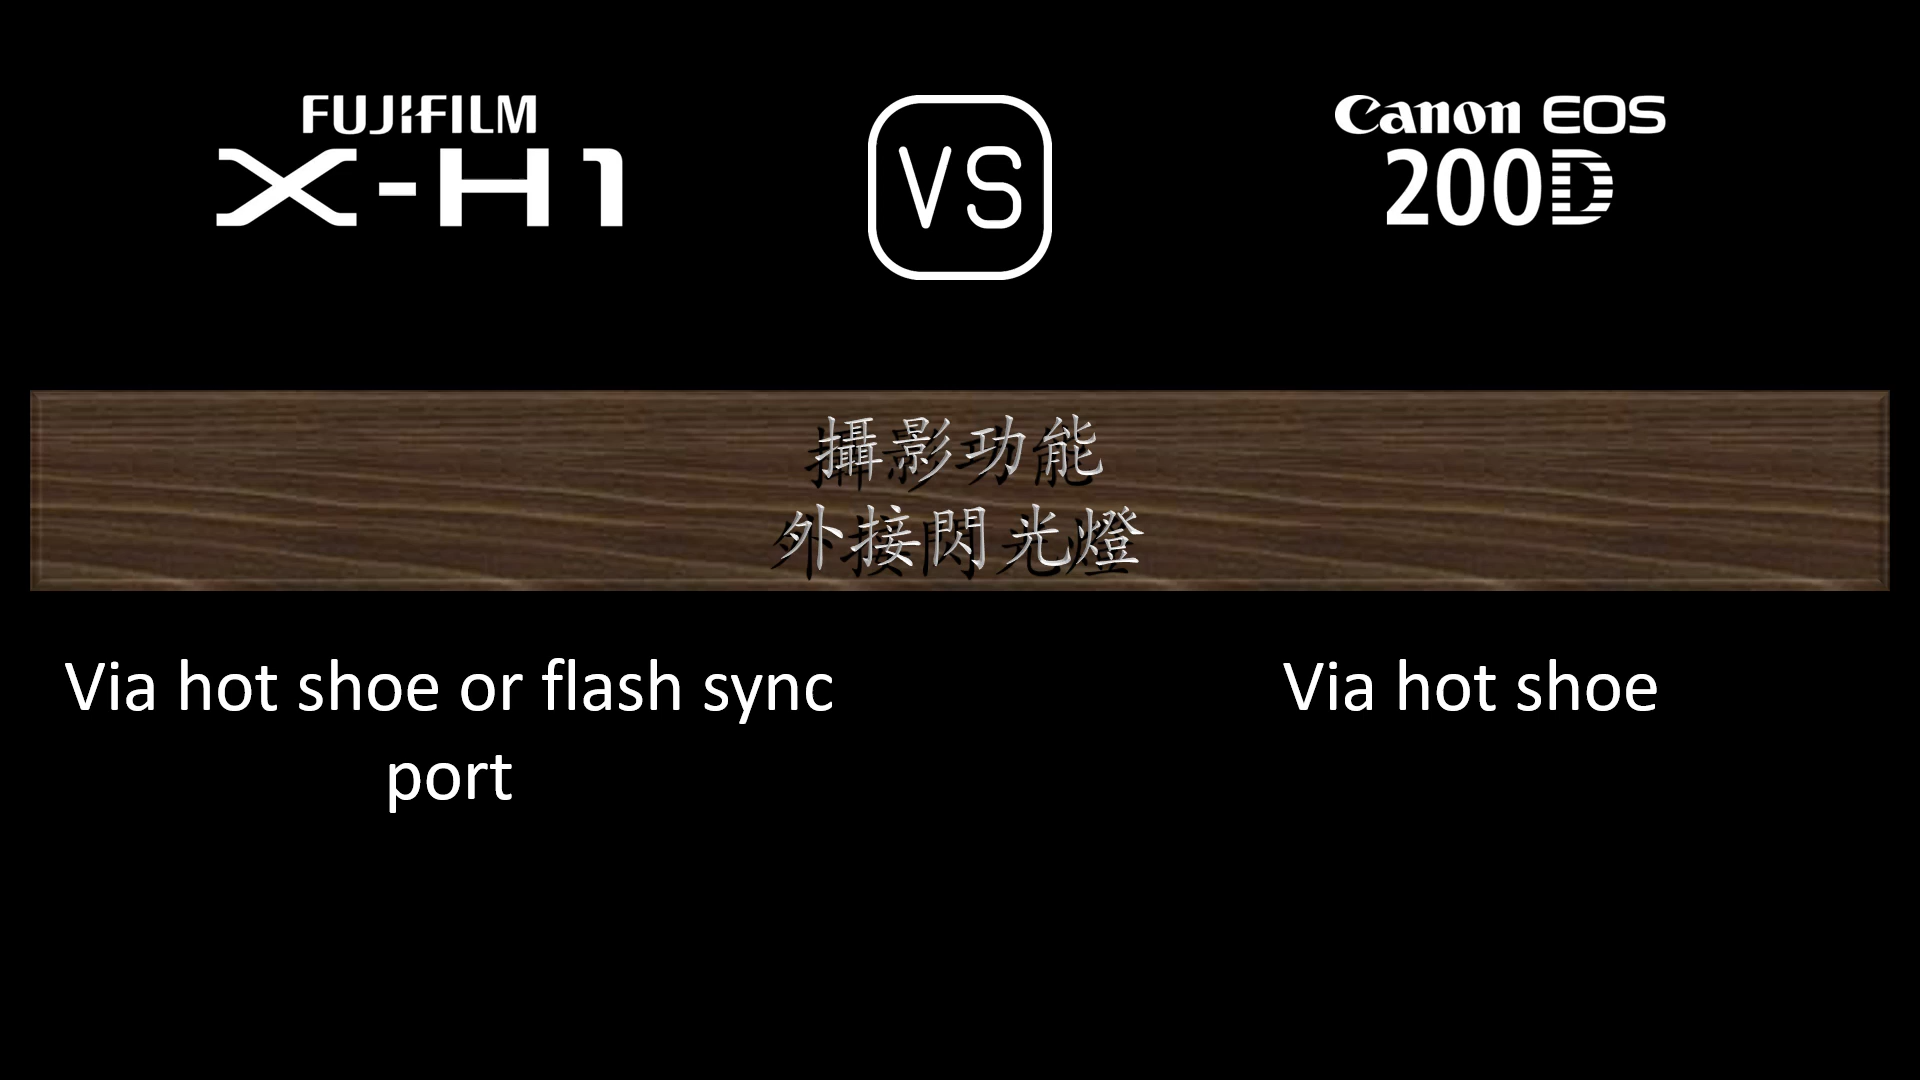 FUJIFILM
X-H1
VS
Canon EOS
200D
攝影功能
外接閃光燈
Via hot shoe or flash sync
port
Via hot shoe